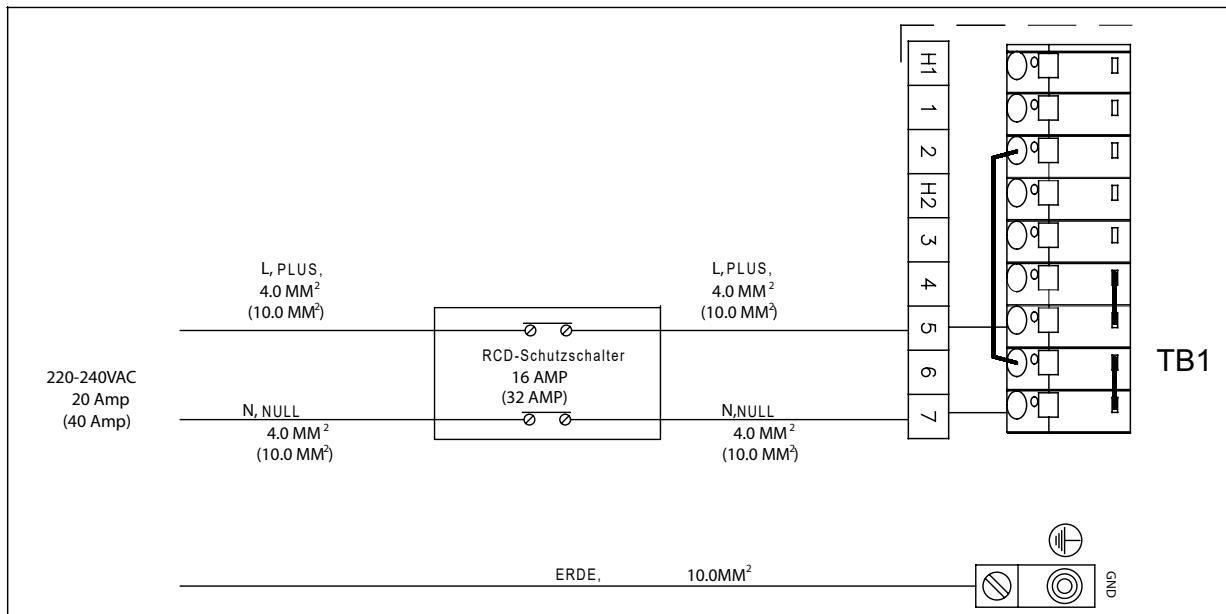 H1
1
2
H2
3
4
5
6
7
TB1
L, PLUS,
4.0 MM²
(10.0 MM²)
L, PLUS,
4.0 MM²
(10.0 MM²)
RCD-Schutzschalter
16 AMP
(32 AMP)
220-240VAC
20 Amp
(40 Amp)
N, NULL
4.0 MM²
(10.0 MM²)
N,NULL
4.0 MM²
(10.0 MM²)
ERDE, 10.0MM²
GND